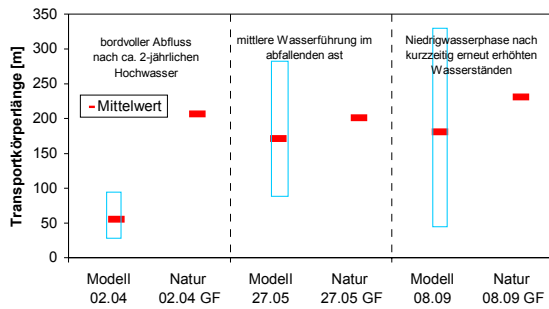 Transportkörperlänge [m]
350
300
250
200
150
100
50
0
bordvoller Abfluss
nach ca. 2-jährlichen
Hochwasser
mittlere Wasserführung im
abfallenden ast
Niedrigwasserphase nach
kurzzeitig erneut erhöhten
Wasserständen
Mittelwert
Modell
02.04
Natur
02.04 GF
Modell
27.05
Natur
27.05 GF
Modell
08.09
Natur
08.09 GF